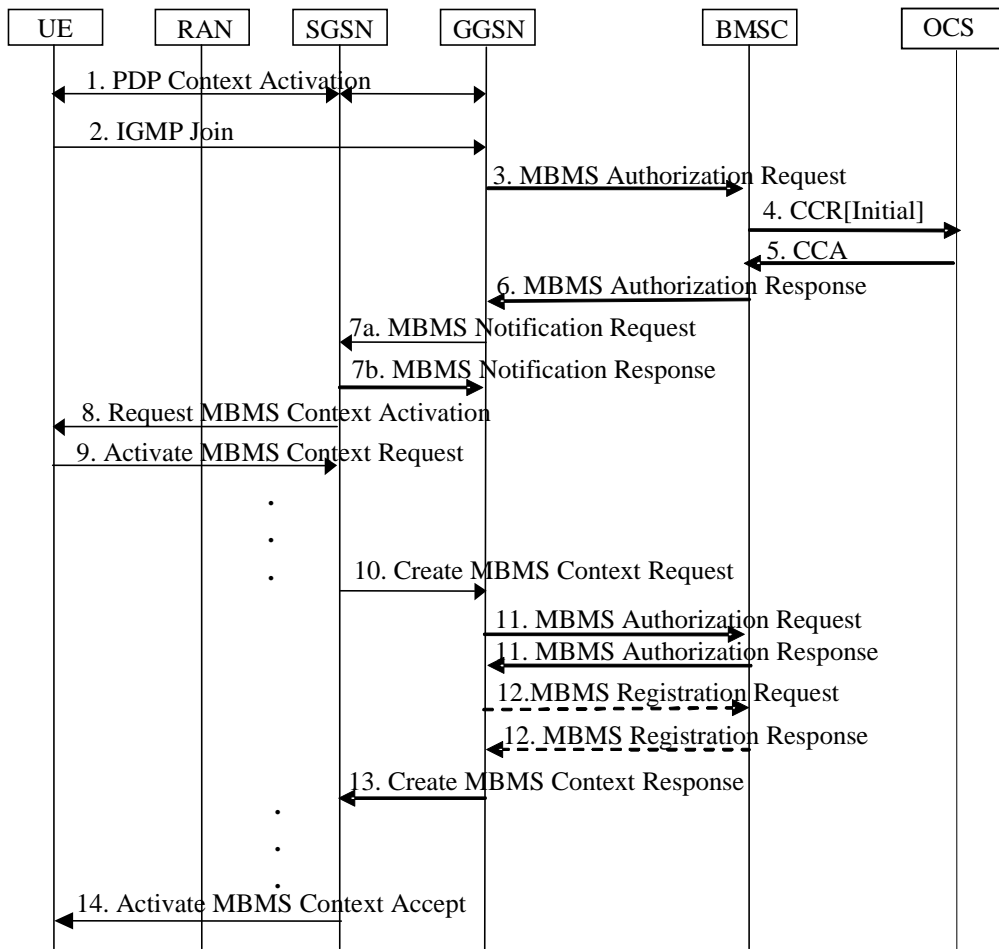 UE RAN SGSN GGSN BMSC OCS
1. PDP Context Activation
2. IGMP Join
3. MBMS Authorization Request
4. CCR[Initial]
5. CCA
6. MBMS Authorization Response
7a. MBMS Notification Request
7b. MBMS Notification Response
8. Request MBMS Context Activation
9. Activate MBMS Context Request
.
.
.
10. Create MBMS Context Request
11. MBMS Authorization Request
11. MBMS Authorization Response
12.MBMS Registration Request
12. MBMS Registration Response
13. Create MBMS Context Response
.
.
.
14. Activate MBMS Context Accept